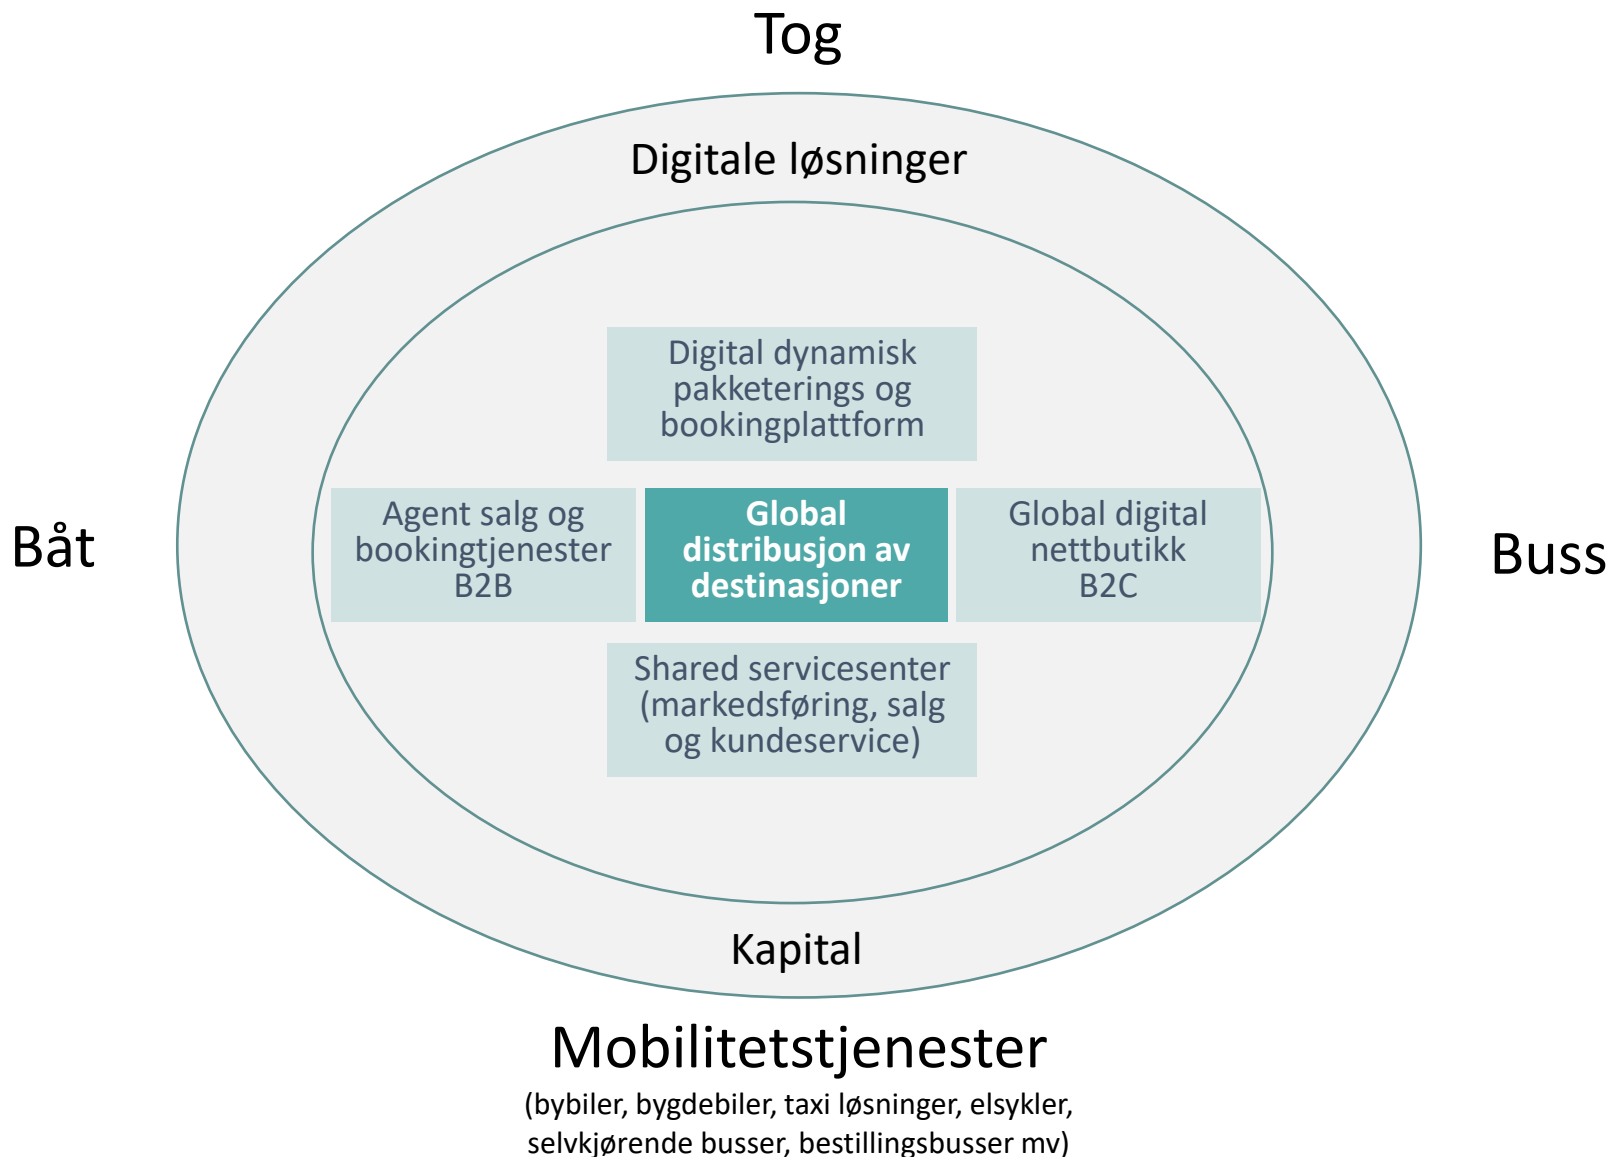 Tog
Digitale løsninger
Digital dynamisk
pakketerings og
bookingplattform
Båt
Agent salg og
bookingtjenester
B2B
Global
distribusjon av
destinasjoner
Global digital
nettbutikk
B2C
Buss
Shared servicesenter
(markedsføring, salg
og kundeservice)
Kapital
Mobilitetstjenester
(bybiler, bygdebiler, taxi løsninger, elsykler,
selvkjørende busser, bestillingsbusser mv)